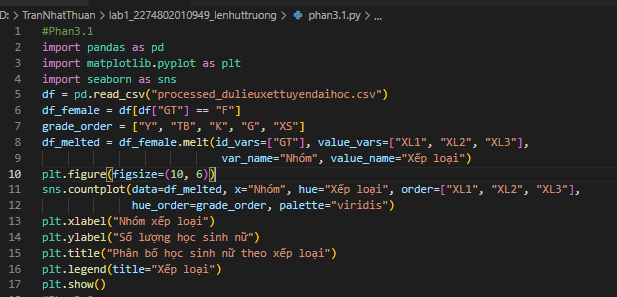 D: > TranNhatThuan > lab1_2274802010949_lenhuttruong > phan3.1.py > ...
1 #Phan3.1
2 import pandas as pd
3 import matplotlib.pyplot as plt
4 import seaborn as sns
5 df = pd.read_csv("processed_dulieuxettuyendaihoc.csv")
6 df_female = df[df["GT"] == "F"]
7 grade_order = ["Y", "TB", "K", "G", "XS"]
8 df_melted = df_female.melt(id_vars=["GT"], value_vars=["XL1", "XL2", "XL3"],
9 var_name="Nhóm", value_name="Xếp loại")
10 plt.figure(figsize=(10, 6))
11 sns.countplot(data=df_melted, x="Nhóm", hue="Xếp loại", order=["XL1", "XL2", "XL3"],
12 hue_order=grade_order, palette="viridis")
13 plt.xlabel("Nhóm xếp loại")
14 plt.ylabel("Số lượng học sinh nữ")
15 plt.title("Phân bố học sinh nữ theo xếp loại")
16 plt.legend(title="Xếp loại")
17 plt.show()